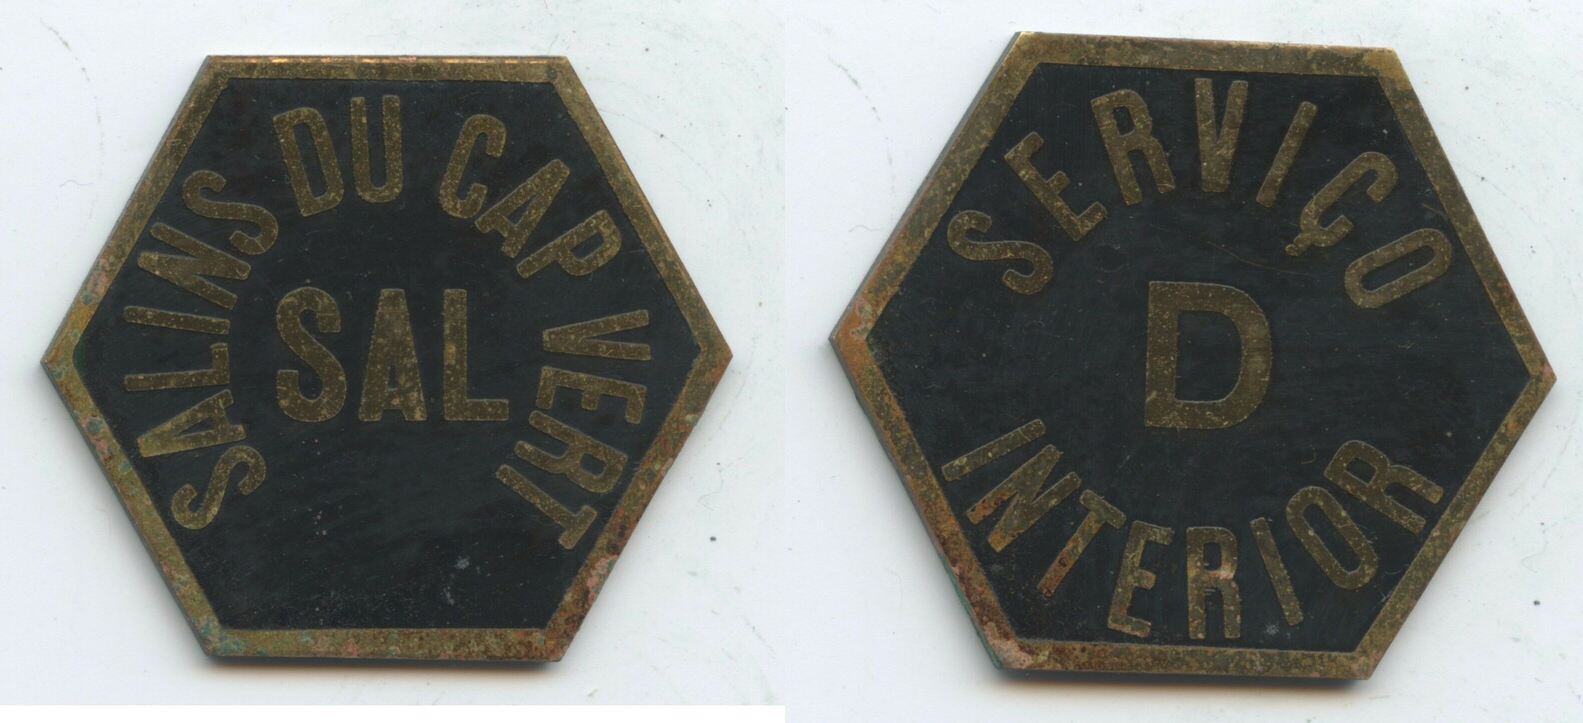 SALINS DU CAP VERT
SAL
SERVIÇO
D
INTERIOR